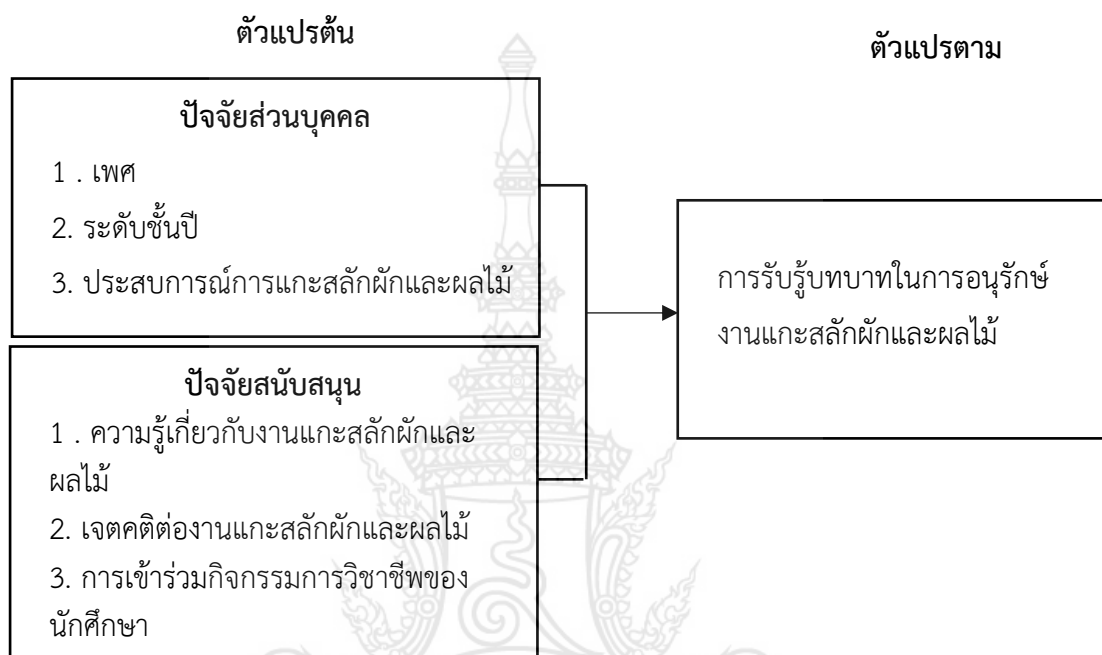 ตัวแปรต้น
ตัวแปรตาม
ปัจจัยส่วนบุคคล
1 . เพศ
2. ระดับชั้นปี
3. ประสบการณ์การแกะสลักผักและผลไม้
การรับรู้บทบาทในการอนุรักษ์
งานแกะสลักผักและผลไม้
ปัจจัยสนับสนุน
1 . ความรู้เกี่ยวกับงานแกะสลักผักและ
ผลไม้
2. เจตคติต่องานแกะสลักผักและผลไม้
3. การเข้าร่วมกิจกรรมการวิชาชีพของ
นักศึกษา